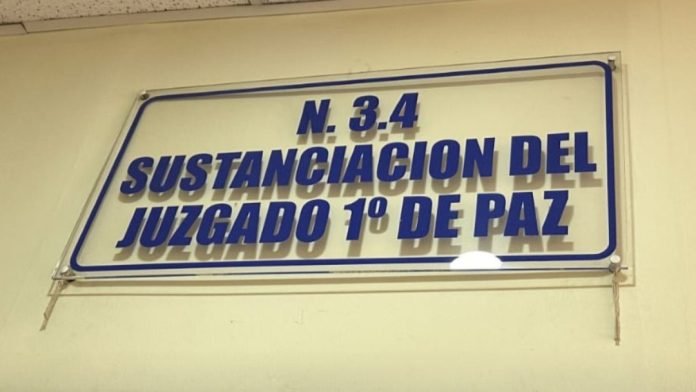 N. 3.4
SUSTANCIACION DEL
JUZGADO 1º DE PAZ